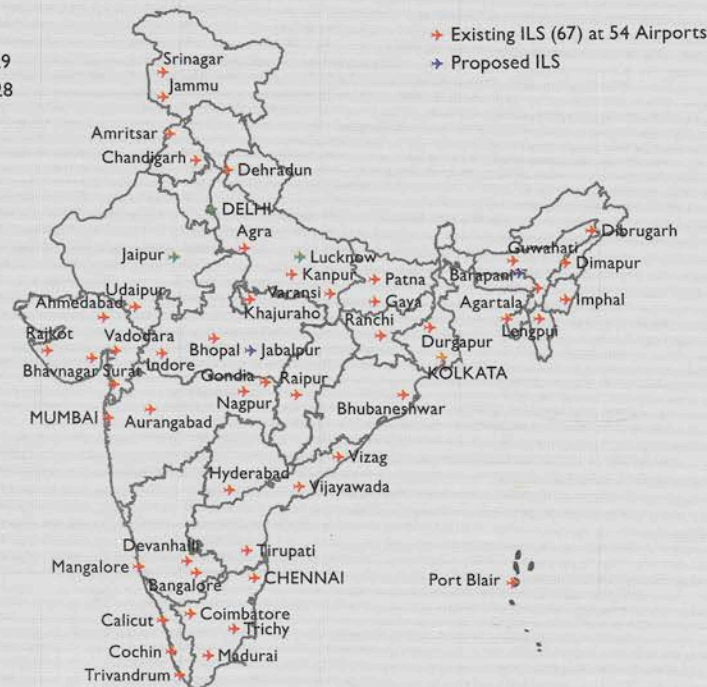 Existing ILS (67) at 54 Airports
Proposed ILS
9
28
Srinagar
Jammu
Amritsar
Chandigarh
Dehradun
DELHI
Agra
Jaipur
Lucknow
Kanpur
Varansi
Khajuraho
Patna
Gaya
Ranchi
Durgapur
KOLKATA
Guwahati
Dibrugarh
Barapani
Dimapur
Agartala
Imphal
Lengpui
Udaipur
Ahmedabad
Rajkot
Vadodara
Bhavnagar
Surat
Indore
Bhopal
Jabalpur
Gondia
Raipur
Nagpur
Bhubaneshwar
MUMBAI
Aurangabad
Vizag
Hyderabad
Vijayawada
Devanhalli
Tirupati
Mangalore
Bangalore
CHENNAI
Port Blair
Calicut
Coimbatore
Trichy
Cochin
Madurai
Trivandrum